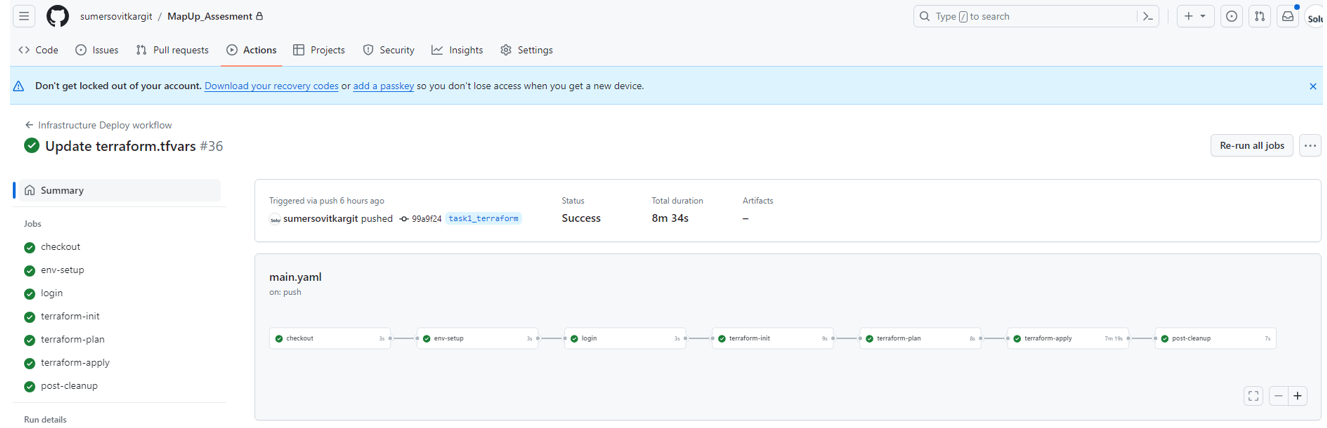 sumersovitkargit / MapUp_Assesment
Type / to search
Solu
Code Issues Pull requests Actions Projects Security Insights Settings
Don't get locked out of your account. Download your recovery codes or add a passkey so you don't lose access when you get a new device.
Infrastructure Deploy workflow
Update terraform.tfvars #36
Re-run all jobs
Summary
Jobs
checkout
env-setup
login
terraform-init
terraform-plan
terraform-apply
post-cleanup
Run details
Triggered via push 6 hours ago
Status
Total duration
Artifacts
Solu sumersovitkargit pushed 99a9f24 task1_terraform
Success
8m 34s
–
main.yaml
on: push
checkout 3s
env-setup 3s
login 3s
terraform-init 9s
terraform-plan 8s
terraform-apply 7m 19s
post-cleanup 7s